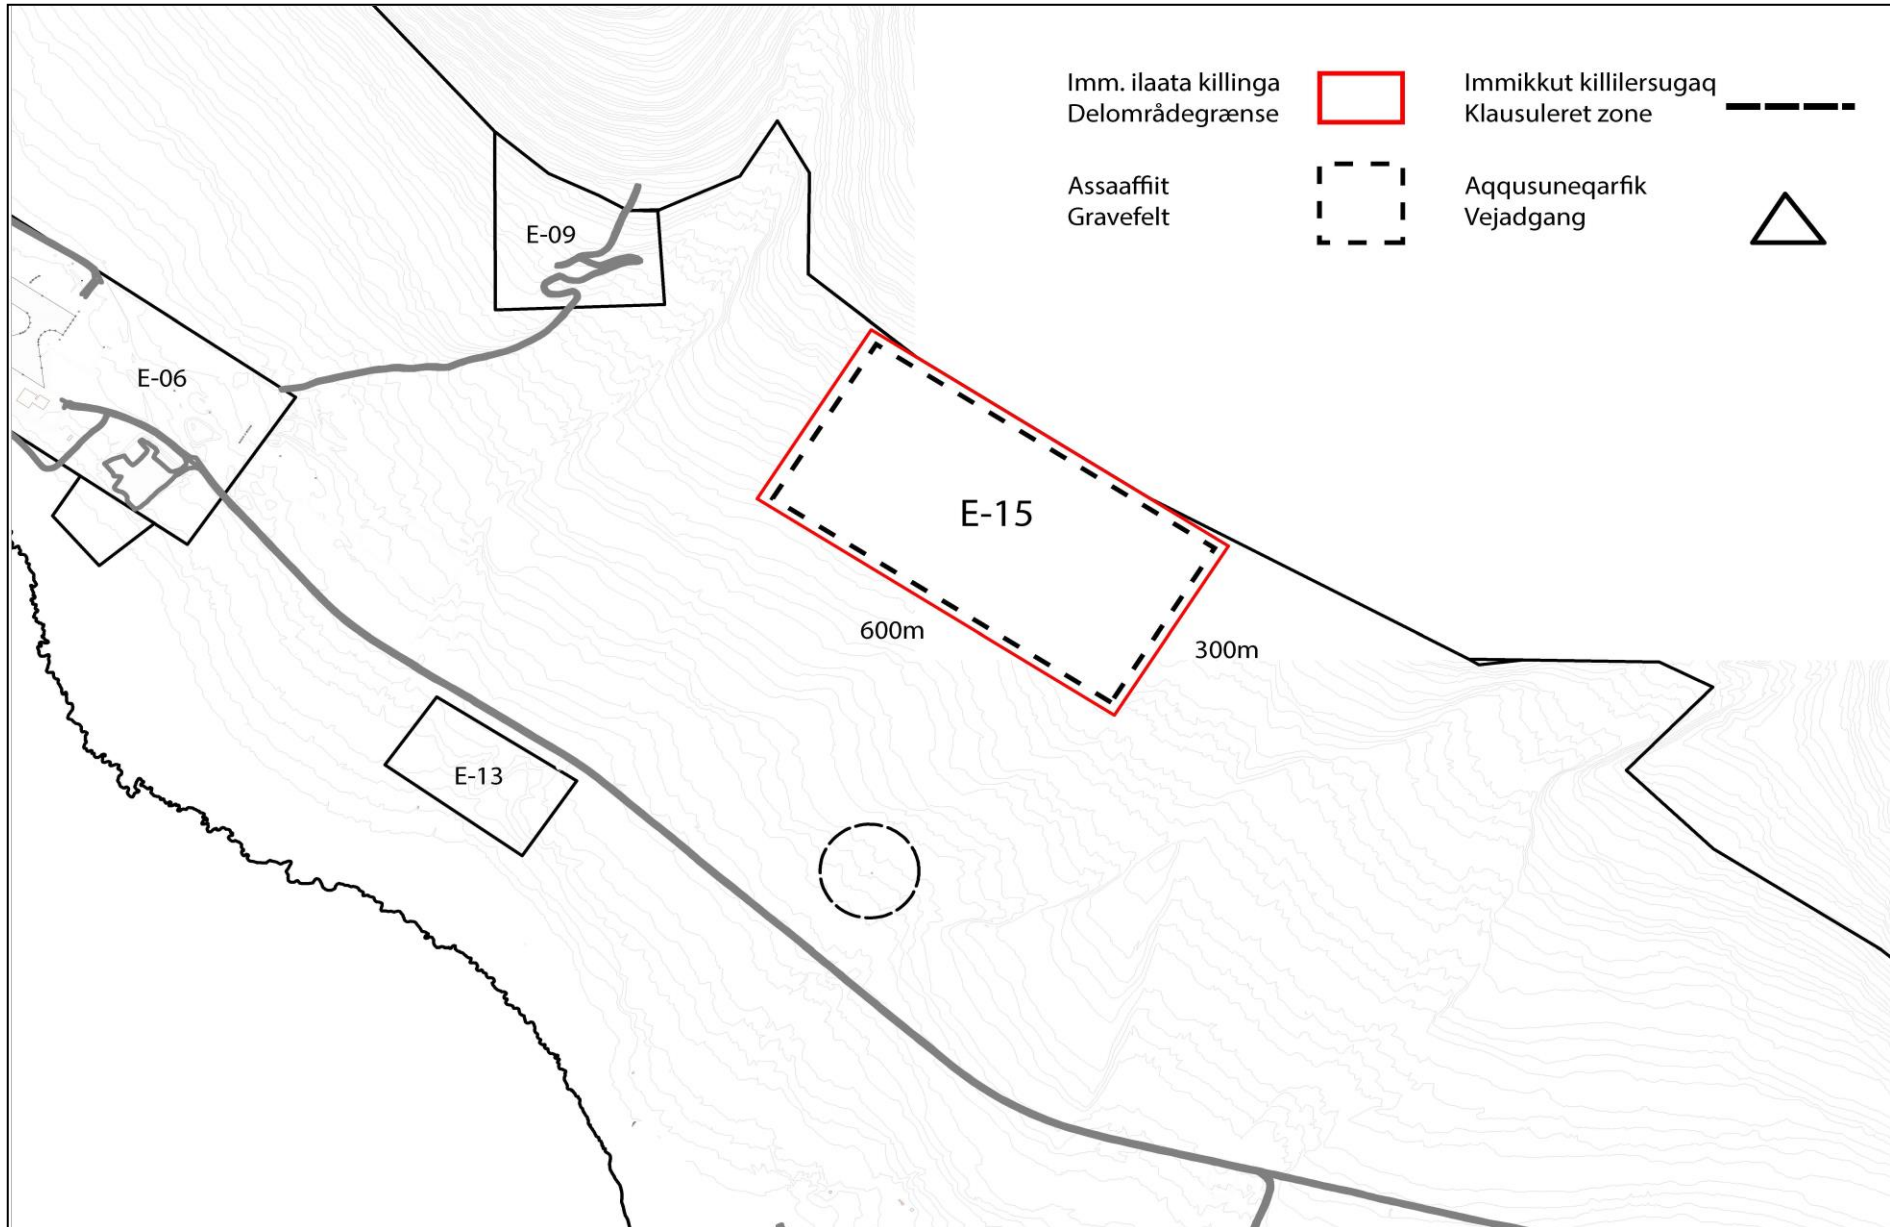 Imm. ilaata killinga
Delområdegrænse
Immikkut killilersugaq
Klausuleret zone
Assaaffiit
Gravefelt
Aqqusuneqarfik
Vejadgang
E-09
E-06
E-15
600m
300m
E-13